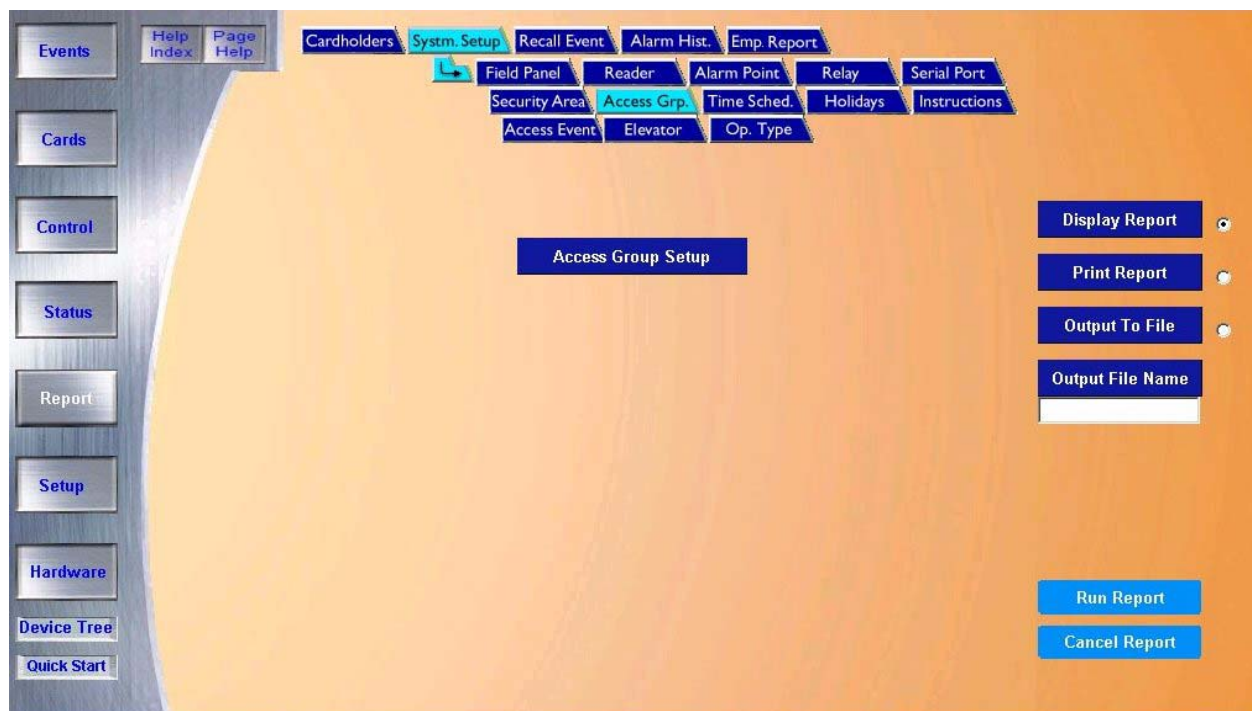 Events
Cards
Control
Status
Report
Setup
Hardware
Device Tree
Quick Start
Help Index
Page Help
Cardholders Systm. Setup Recall Event Alarm Hist. Emp. Report
Field Panel Reader Alarm Point Relay Serial Port
Security Area Access Grp. Time Sched. Holidays Instructions
Access Event Elevator Op. Type
Access Group Setup
Display Report
Print Report
Output To File
Output File Name
Run Report
Cancel Report